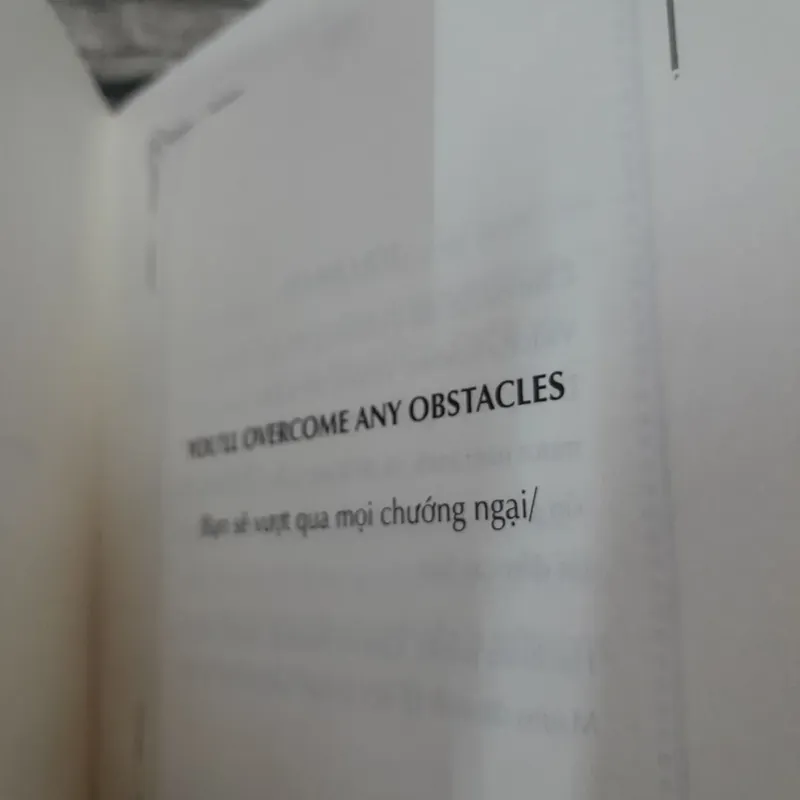 YOU'LL OVERCOME ANY OBSTACLES
Bạn sẽ vượt qua mọi chướng ngại/